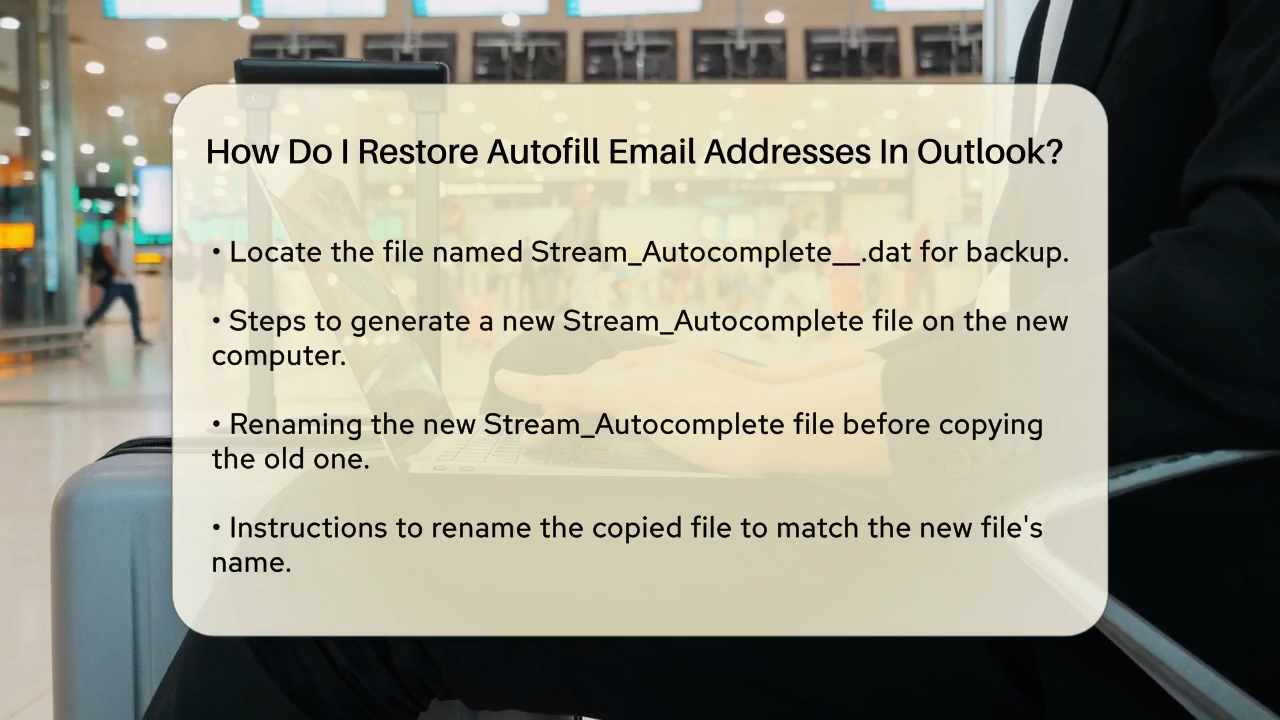 How Do I Restore Autofill Email Addresses In Outlook?
• Locate the file named Stream_Autocomplete__.dat for backup.
• Steps to generate a new Stream_Autocomplete file on the new
computer.
• Renaming the new Stream_Autocomplete file before copying
the old one.
• Instructions to rename the copied file to match the new file's
name.